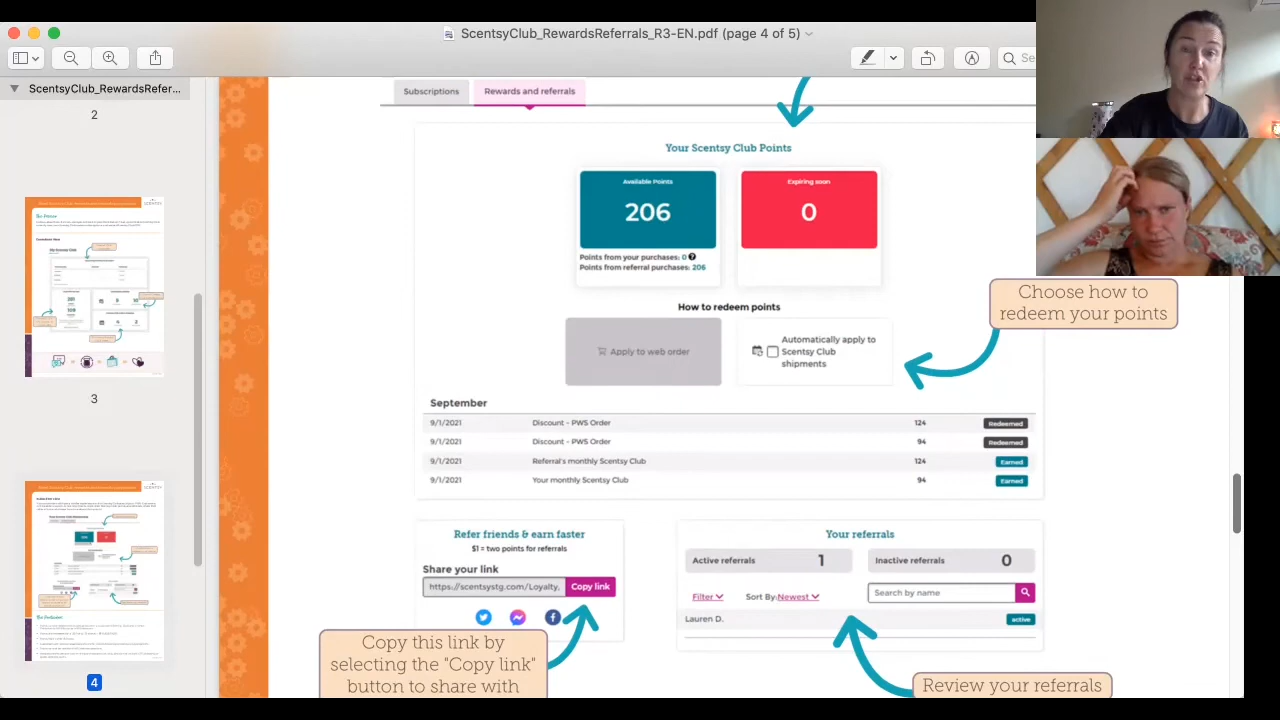 ScentsyClub_RewardsReferrals_R3-EN.pdf (page 4 of 5)
Se
ScentsyClub_RewardsRefer...
2
3
4
Subscriptions
Rewards and referrals
Your Scentsy Club Points
Available Points
206
Expiring soon
0
Points from your purchases: 0 ?
Points from referral purchases: 206
How to redeem points
Apply to web order
Automatically apply to
Scentsy Club
shipments
Choose how to
redeem your points
September
9/1/2021 Discount - PWS Order 124 Redeemed
9/1/2021 Discount - PWS Order 94 Redeemed
9/1/2021 Referral's monthly Scentsy Club 124 Earned
9/1/2021 Your monthly Scentsy Club 94 Earned
Refer friends & earn faster
$1 = two points for referrals
Share your link
https://scentsystg.com/Loyalty,
Copy link
Copy this link by
selecting the "Copy link"
button to share with
Your referrals
Active referrals 1
Inactive referrals 0
Filter
Sort By: Newest
Search by name
Lauren D.
active
Review your referrals